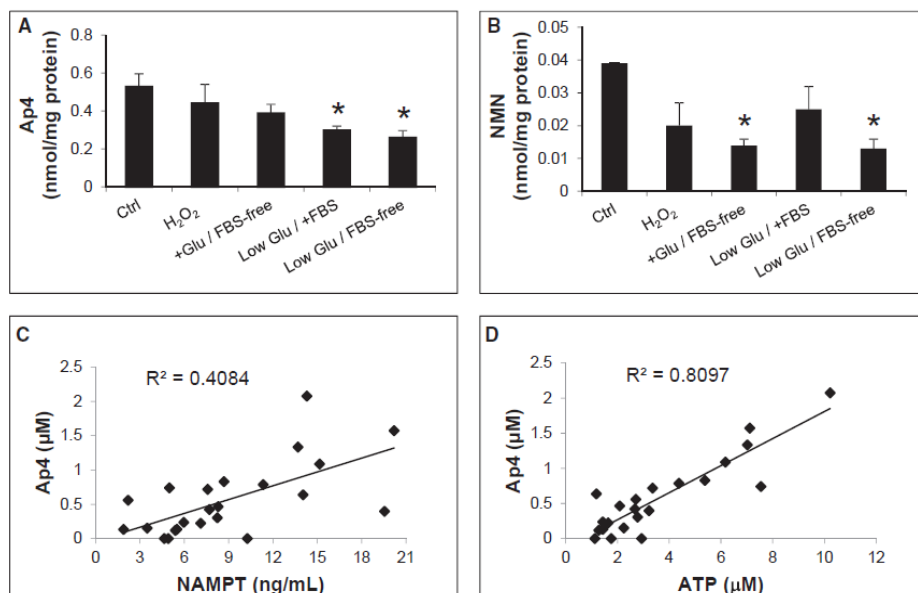 A
Ap4
(nmol/mg protein)
0.8
0.6
0.4
0.2
0
*
*
Ctrl
H₂O₂
+Glu / FBS-free
Low Glu / +FBS
Low Glu / FBS-free
B
NMN
(nmol/mg protein)
0.05
0.04
0.03
0.02
0.01
0
*
*
Ctrl
H₂O₂
+Glu / FBS-free
Low Glu / +FBS
Low Glu / FBS-free
C
R² = 0.4084
Ap4 (µM)
2.5
2
1.5
1
0.5
0
0 3 6 9 12 15 18 21
NAMPT (ng/mL)
D
R² = 0.8097
Ap4 (µM)
2.5
2
1.5
1
0.5
0
0 2 4 6 8 10 12
ATP (µM)